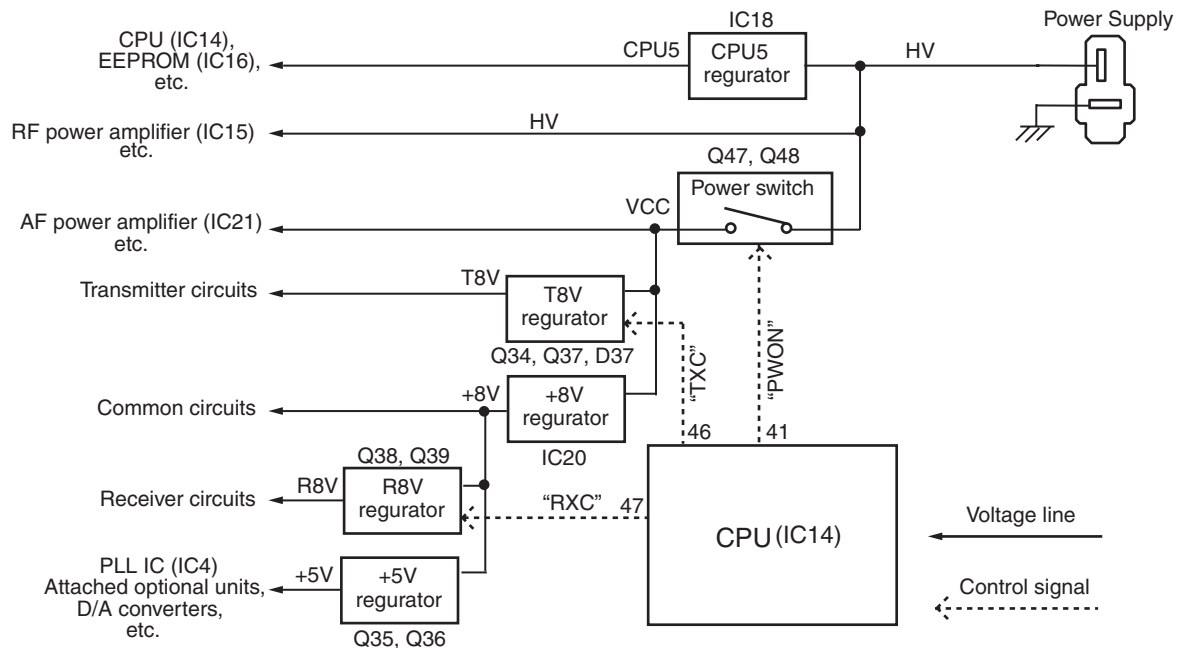 IC18
Power Supply
CPU (IC14),
EEPROM (IC16),
etc.
CPU5
CPU5
regurator
HV
RF power amplifier (IC15)
etc.
HV
Q47, Q48
Power switch
VCC
AF power amplifier (IC21)
etc.
Transmitter circuits
T8V
T8V
regurator
Q34, Q37, D37
“TXC”
“PWON”
Common circuits
+8V
+8V
regurator
IC20
46
41
Q38, Q39
Receiver circuits
R8V
R8V
regurator
“RXC”
47
CPU (IC14)
Voltage line
Control signal
PLL IC (IC4)
Attached optional units,
D/A converters,
etc.
+5V
+5V
regurator
Q35, Q36